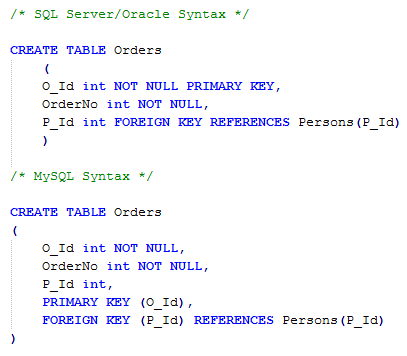 /* SQL Server/Oracle Syntax */
CREATE TABLE Orders
(
O_Id int NOT NULL PRIMARY KEY,
OrderNo int NOT NULL,
P_Id int FOREIGN KEY REFERENCES Persons(P_Id)
)
/* MySQL Syntax */
CREATE TABLE Orders
(
O_Id int NOT NULL,
OrderNo int NOT NULL,
P_Id int,
PRIMARY KEY (O_Id),
FOREIGN KEY (P_Id) REFERENCES Persons(P_Id)
)